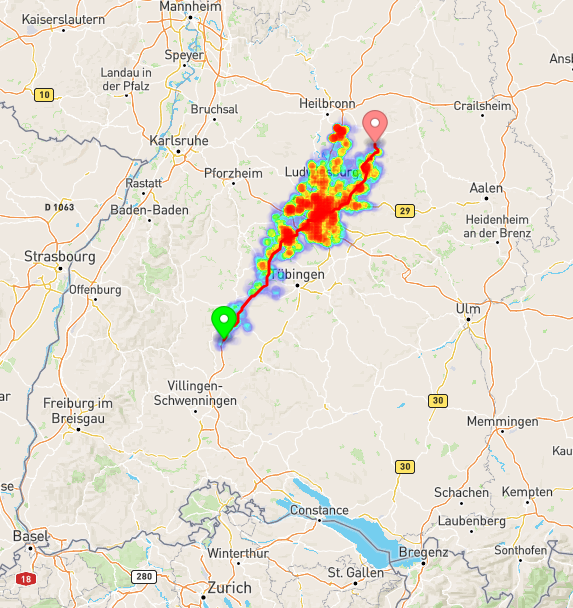 Mannheim
Kaiserslautern
Speyer
Ansb
Landau in
der Pfalz
10
Heilbronn
Crailsheim
Bruchsal
Karlsruhe
Pforzheim
Ludwigsburg
Rastatt
Aalen
D 1063
Baden-Baden
29
Heidenheim
an der Brenz
Strasbourg
Tübingen
Offenburg
Ulm
Villingen-
Schwenningen
ar
Freiburg im
Breisgau
30
Memmingen
Kau
30
se
Schachen
Kempten
Constance
Laubenberg
Basel
Winterthur
Bregenz
Sonthofen
18
280
St. Gallen
Zurich